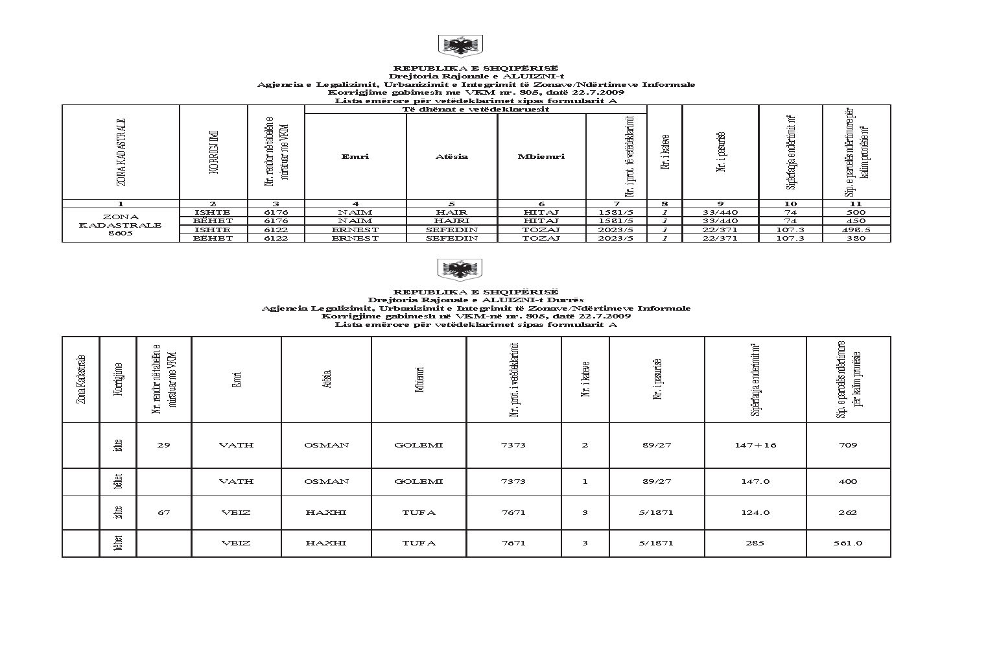 REPUBLIKA E SHQIPËRISË
Drejtoria Rajonale e ALUIZNI-t
Agjencia e Legalizimit, Urbanizimit e Integrimit të Zonave/Ndërtimeve Informale
Korrigjime gabimesh me VKM nr. 805, datë 22.7.2009
Lista emërore për vetëdeklarimet sipas formularit A
ZONA KADASTRALE
KORRIGJIMI
Nr. rendor në tabelën e
miratuar me VKM
Të dhënat e vetëdeklaruesit
Emri
Atësia
Mbiemri
Nr. i prot. të vetëdeklarimit
Nr. i kateve
Nr. i pasurisë
Sipërfaqja e ndërtimit m²
Sip. e parcelës ndërtimore për
kalim pronësie m²
1 2 3 4 5 6 7 8 9 10 11
ZONA
KADASTRALE
8605
ISHTE 6176 NAIM HAIR HITAJ 1581/5 1 33/440 74 500
BËHET 6176 NAIM HAJRI HITAJ 1581/5 1 33/440 74 450
ISHTE 6122 ERNEST SEFEDIN TOZAJ 2023/5 1 22/371 107.3 498.5
BËHET 6122 ERNEST SEFEDIN TOZAJ 2023/5 1 22/371 107.3 380
REPUBLIKA E SHQIPËRISË
Drejtoria Rajonale e ALUIZNI-t Durrës
Agjencia Legalizimit, Urbanizimit e Integrimit të Zonave/Ndërtimeve Informale
Korrigjime gabimesh në VKM-në nr. 805, datë 22.7.2009
Lista emërore për vetëdeklarimet sipas formularit A
Zona Kadastrale
Korrigjime
Nr. rendor në tabelën e
miratuar me VKM
Emri
Atësia
Mbiemri
Nr. prot. i vetëdeklarimit
Nr. i kateve
Nr. i pasurisë
Sipërfaqja e nderimit m²
Sip. e parcelës ndërtimore
për kalim pronësie
ishte 29 VATH OSMAN GOLEMI 7373 2 89/27 147+16 709
bëhet VATH OSMAN GOLEMI 7373 1 89/27 147.0 400
ishte 67 VEIZ HAXHI TUFA 7671 3 5/1871 124.0 262
bëhet VEIZ HAXHI TUFA 7671 3 5/1871 285 561.0